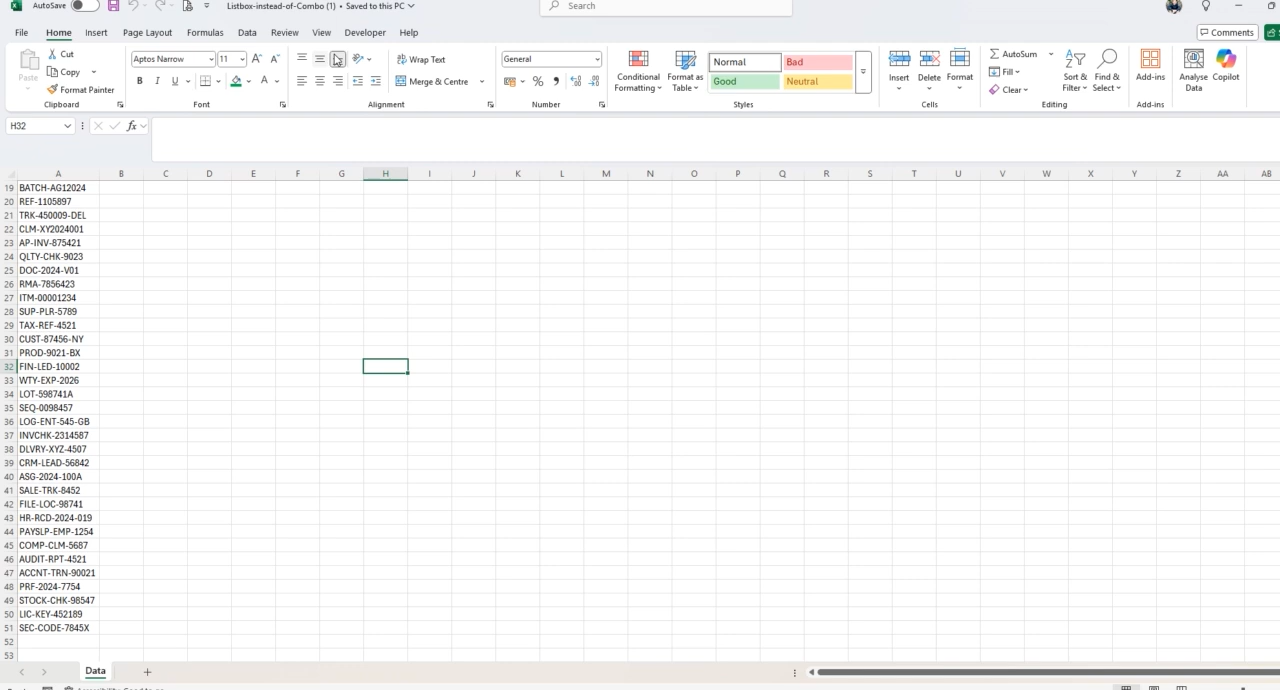 AutoSave Listbox-instead-of-Combo (1) • Saved to this PC Search
File Home Insert Page Layout Formulas Data Review View Developer Help Comments
Paste Cut Copy Format Painter Clipboard
Aptos Narrow 11 B I U Font
Wrap Text Merge & Centre Alignment
General % Number
Conditional Formatting Format as Table Normal Bad Good Neutral Styles
Insert Delete Format Cells
AutoSum Fill Clear Sort & Filter Find & Select Editing
Add-ins Add-ins
Analyse Data Copilot
H32 fx
A B C D E F G H I J K L M N O P Q R S T U V W X Y Z AA AB
19 BATCH-AG12024
20 REF-1105897
21 TRK-450009-DEL
22 CLM-XY2024001
23 AP-INV-875421
24 QLTY-CHK-9023
25 DOC-2024-V01
26 RMA-7856423
27 ITM-00001234
28 SUP-PLR-5789
29 TAX-REF-4521
30 CUST-87456-NY
31 PROD-9021-BX
32 FIN-LED-10002
33 WTY-EXP-2026
34 LOT-598741A
35 SEQ-0098457
36 LOG-ENT-545-GB
37 INVCHK-2314587
38 DLVRY-XYZ-4507
39 CRM-LEAD-56842
40 ASG-2024-100A
41 SALE-TRK-8452
42 FILE-LOC-98741
43 HR-RCD-2024-019
44 PAYSLP-EMP-1254
45 COMP-CLM-5687
46 AUDIT-RPT-4521
47 ACCNT-TRN-90021
48 PRF-2024-7754
49 STOCK-CHK-98547
50 LIC-KEY-452189
51 SEC-CODE-7845X
52
53
Data